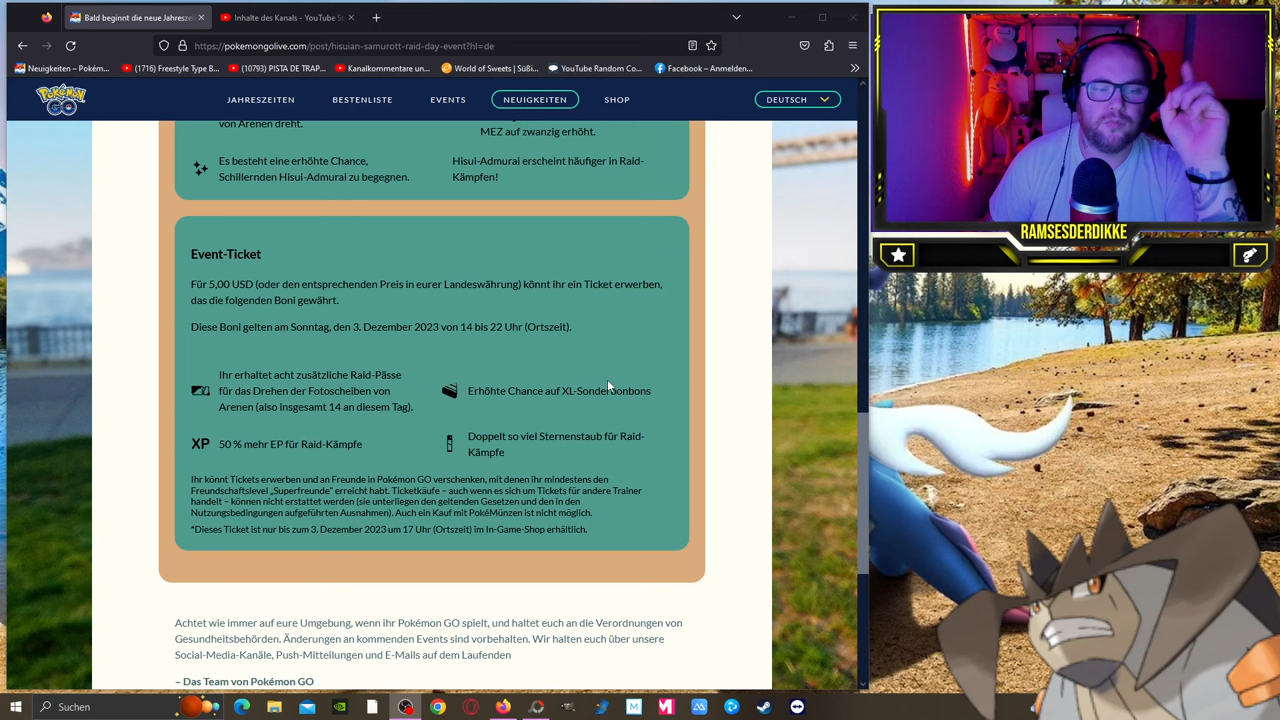 Bald beginnt die neue Jahresze
Inhalte des Kanals - YouTube St
https://pokemongolive.com/post/hisuian-samurott-raid-day-event?hl=de
Neuigkeiten – Pokém...
(1716) Freestyle Type B...
(10793) PISTA DE TRAP...
Kanalkommentare un...
World of Sweets | Süßi...
YouTube Random Co...
Facebook – Anmelden...
POKÉMON GO
JAHRESZEITEN
BESTENLISTE
EVENTS
NEUIGKEITEN
SHOP
DEUTSCH
von Arenen dreht.
MEZ auf zwanzig erhöht.
Es besteht eine erhöhte Chance,
Schillernden Hisui-Admurai zu begegnen.
Hisui-Admurai erscheint häufiger in Raid-
Kämpfen!
Event-Ticket
Für 5,00 USD (oder den entsprechenden Preis in eurer Landeswährung) könnt ihr ein Ticket erwerben,
das die folgenden Boni gewährt.
Diese Boni gelten am Sonntag, den 3. Dezember 2023 von 14 bis 22 Uhr (Ortszeit).
Ihr erhaltet acht zusätzliche Raid-Pässe
für das Drehen der Fotoscheiben von
Arenen (also insgesamt 14 an diesem Tag).
Erhöhte Chance auf XL-Sonderbonbons
XP
50 % mehr EP für Raid-Kämpfe
Doppelt so viel Sternenstaub für Raid-
Kämpfe
Ihr könnt Tickets erwerben und an Freunde in Pokémon GO verschenken, mit denen ihr mindestens den
Freundschaftslevel „Superfreunde“ erreicht habt. Ticketkäufe – auch wenn es sich um Tickets für andere Trainer
handelt – können nicht erstattet werden (sie unterliegen den geltenden Gesetzen und den in den
Nutzungsbedingungen aufgeführten Ausnahmen). Auch ein Kauf mit PokéMünzen ist nicht möglich.
*Dieses Ticket ist nur bis zum 3. Dezember 2023 um 17 Uhr (Ortszeit) im In-Game-Shop erhältlich.
Achtet wie immer auf eure Umgebung, wenn ihr Pokémon GO spielt, und haltet euch an die Verordnungen von
Gesundheitsbehörden. Änderungen an kommenden Events sind vorbehalten. Wir halten euch über unsere
Social-Media-Kanäle, Push-Mitteilungen und E-Mails auf dem Laufenden
– Das Team von Pokémon GO
RAMSESDERDIKKE
Suchen